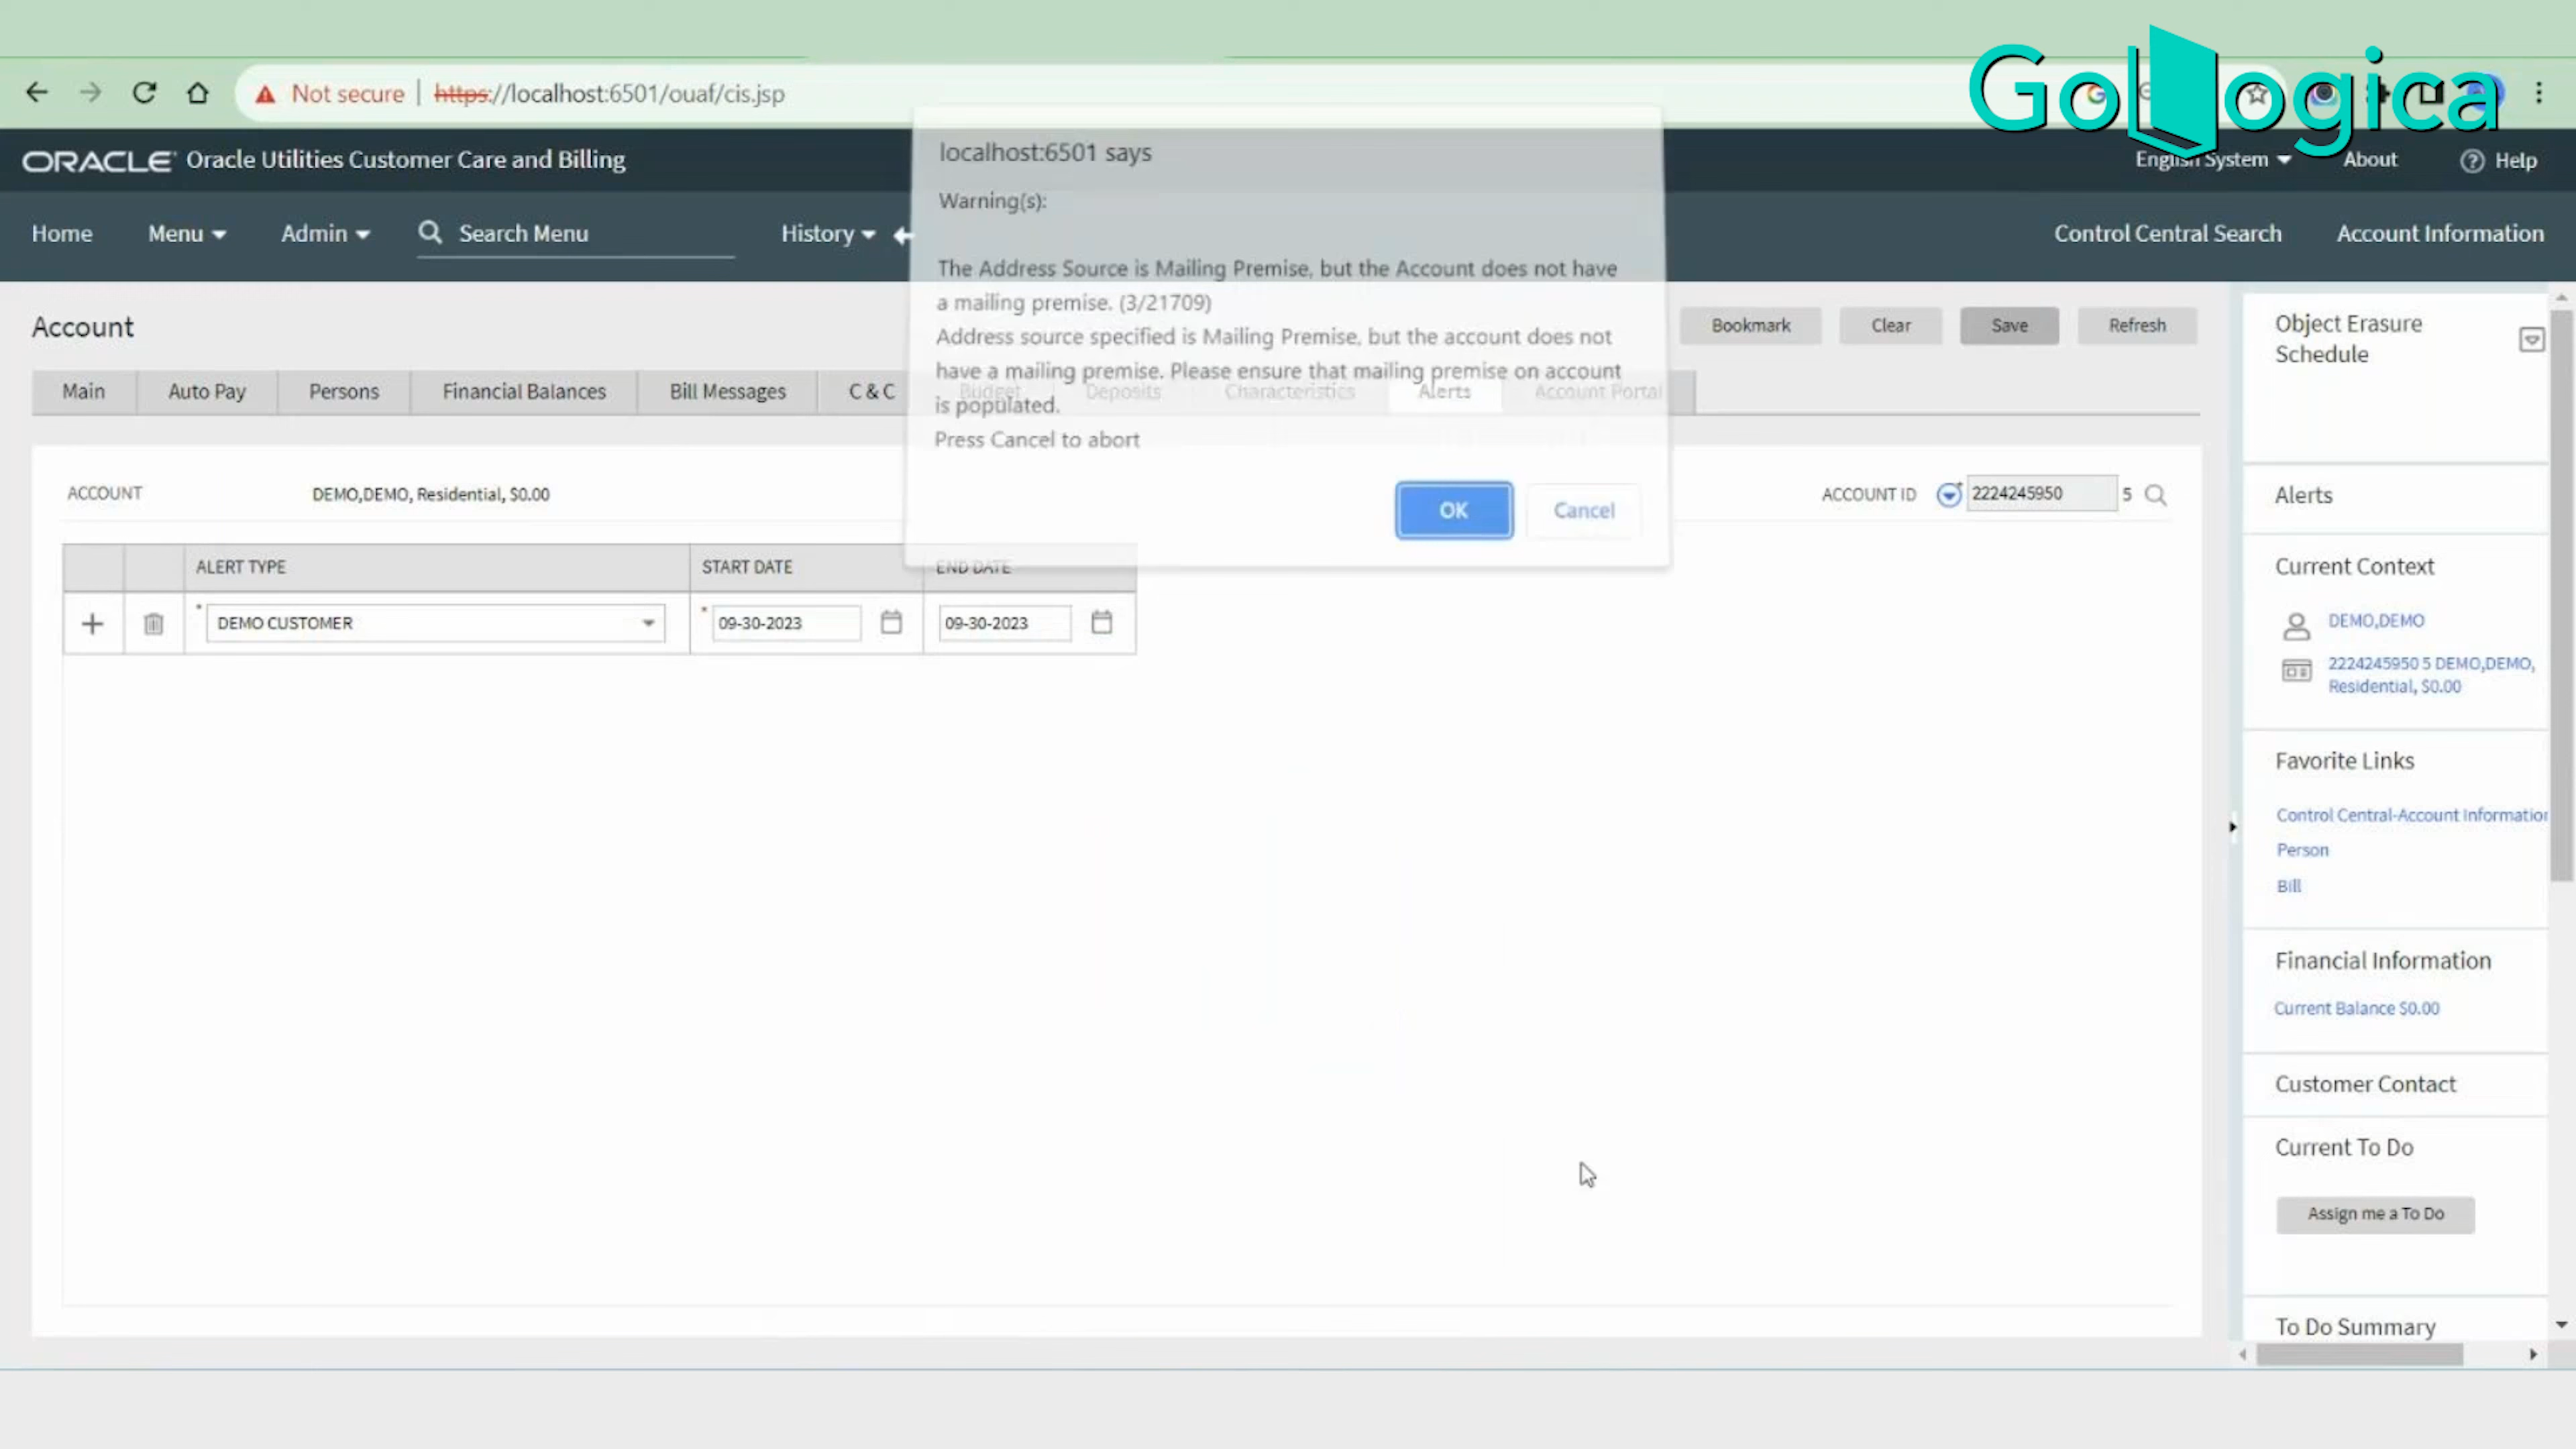 GoLogica
Not secure | https://localhost:6501/ouaf/cis.jsp
localhost:6501 says
Warning(s):
The Address Source is Mailing Premise, but the Account does not have
a mailing premise. (3/21709)
Address source specified is Mailing Premise, but the account does not
have a mailing premise. Please ensure that mailing premise on account
is populated.
Press Cancel to abort
OK Cancel
ORACLE Oracle Utilities Customer Care and Billing
English System About Help
Home Menu Admin Search Menu History
Control Central Search Account Information
Account
Bookmark Clear Save Refresh
Main Auto Pay Persons Financial Balances Bill Messages C & C Budget Deposits Characteristics Alerts Account Portal
ACCOUNT DEMO,DEMO, Residential, $0.00
ACCOUNT ID 2224245950 5
ALERT TYPE START DATE END DATE
* DEMO CUSTOMER * 09-30-2023 09-30-2023
Object Erasure
Schedule
Alerts
Current Context
DEMO,DEMO
2224245950 5 DEMO,DEMO,
Residential, $0.00
Favorite Links
Control Central-Account Information
Person
Bill
Financial Information
Current Balance $0.00
Customer Contact
Current To Do
Assign me a To Do
To Do Summary